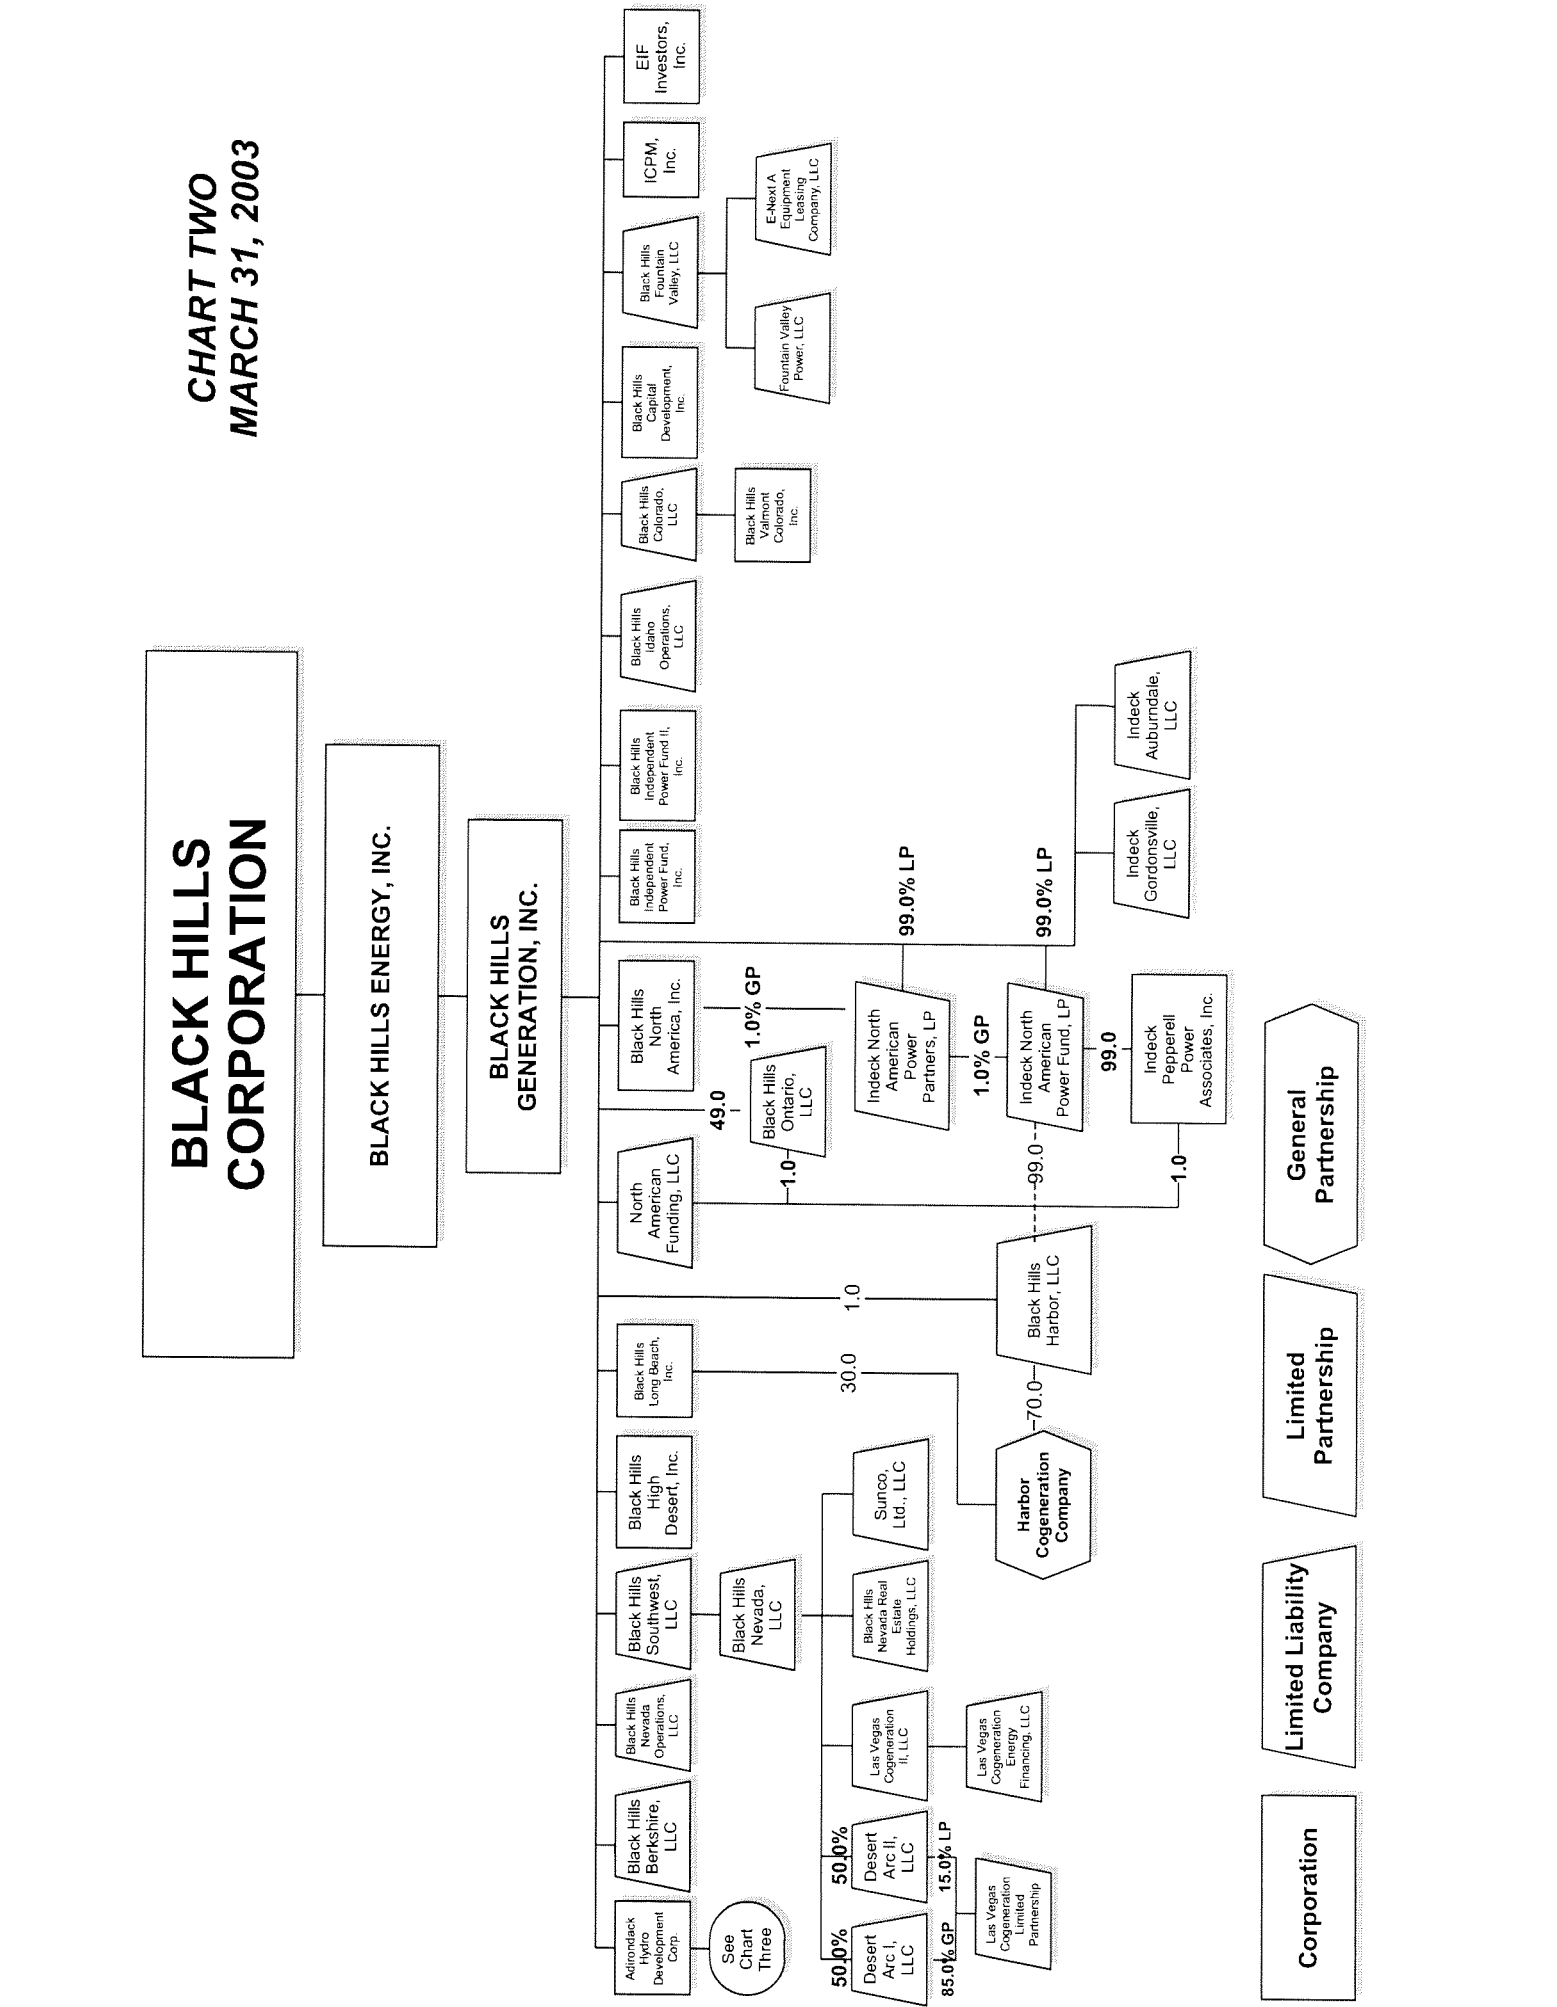 CHART TWO
MARCH 31, 2003
BLACK HILLS
CORPORATION
BLACK HILLS ENERGY, INC.
BLACK HILLS
GENERATION, INC.
Adirondack
Hydro
Development
Corp.
Black Hills
Berkshire,
LLC
Black Hills
Nevada
Operations,
LLC
Black Hills
Southwest,
LLC
Black Hills
High
Desert, Inc.
Black Hills
Long Beach,
Inc.
North
American
Funding, LLC
Black Hills
North
America, Inc.
Black Hills
Independent
Power Fund,
Inc.
Black Hills
Independent
Power Fund II,
Inc.
Black Hills
Idaho
Operations,
LLC
Black Hills
Colorado,
LLC
Black Hills
Capital
Development,
Inc.
Black Hills
Fountain
Valley, LLC
ICPM,
Inc.
EIF
Investors,
Inc.
See
Chart
Three
Black Hills
Nevada,
LLC
49.0
1.0% GP
Black Hills
Ontario,
LLC
1.0
Black Hills
Valmont
Colorado,
Inc.
Fountain Valley
Power, LLC
E-Next A
Equipment
Leasing
Company, LLC
50.0%
50.0%
30.0
1.0
Desert
Arc I,
LLC
Desert
Arc II,
LLC
Las Vegas
Cogeneration
II, LLC
Black Hills
Nevada Real
Estate
Holdings, LLC
Sunco,
Ltd., LLC
Indeck North
American
Power
Partners, LP
99.0% LP
85.0% GP
15.0% LP
1.0% GP
Las Vegas
Cogeneration
Limited
Partnership
Las Vegas
Cogeneration
Energy
Financing, LLC
Harbor
Cogeneration
Company
70.0
Black Hills
Harbor, LLC
99.0
Indeck North
American
Power Fund, LP
99.0% LP
99.0
1.0
Indeck
Pepperell
Power
Associates, Inc.
Indeck
Gordonsville,
LLC
Indeck
Auburndale,
LLC
Corporation
Limited Liability
Company
Limited
Partnership
General
Partnership